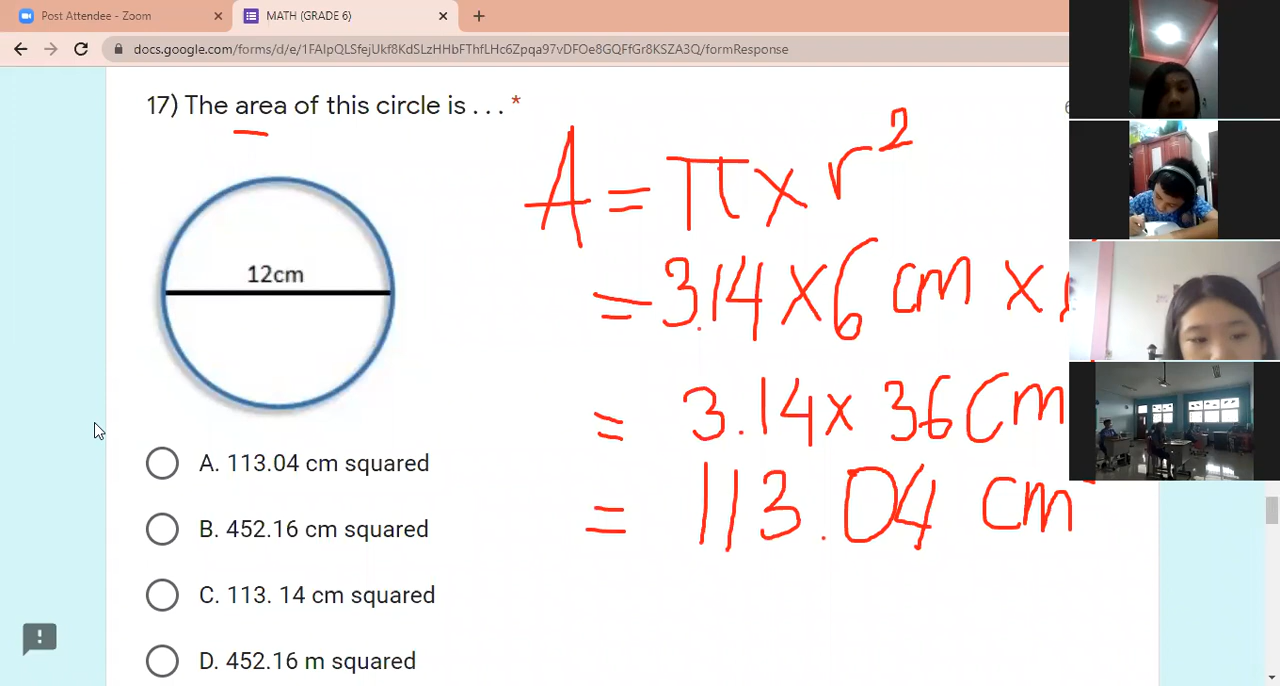 Post Attendee - Zoom
MATH (GRADE 6)
docs.google.com/forms/d/e/1FAIpQLSfejUkf8KdSLzHHbFThfLHc6Zpqa97vDFOe8GQFfGr8KSZA3Q/formResponse
17) The area of this circle is . . . *
A = π x r²
12cm
= 3.14 x 6 cm x
= 3.14 x 36 cm
= 113.04 cm
A. 113.04 cm squared
B. 452.16 cm squared
C. 113. 14 cm squared
D. 452.16 m squared